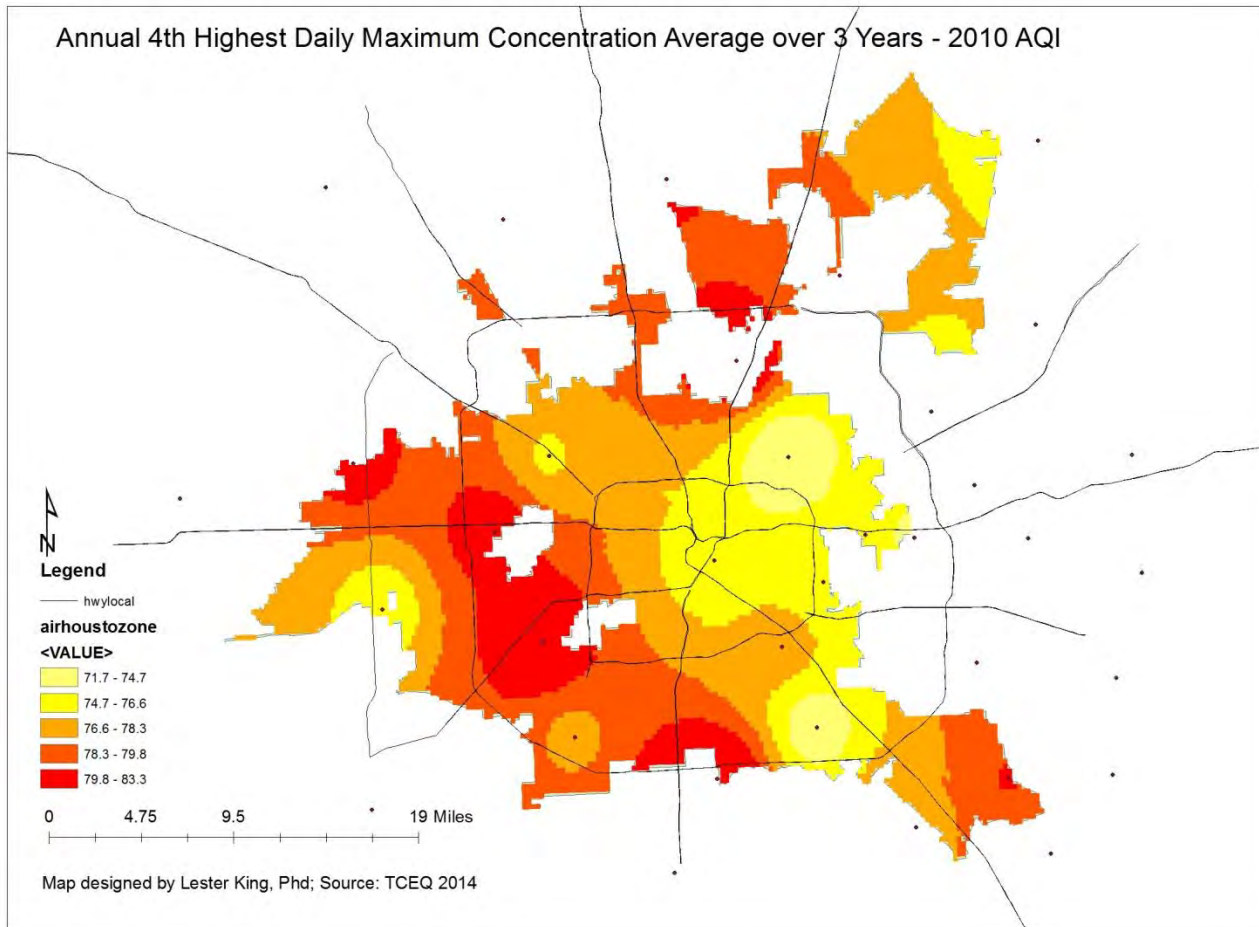 Annual 4th Highest Daily Maximum Concentration Average over 3 Years - 2010 AQI
N
Legend
hwylocal
airhoustozone
<VALUE>
71.7 - 74.7
74.7 - 76.6
76.6 - 78.3
78.3 - 79.8
79.8 - 83.3
0 4.75 9.5 19 Miles
Map designed by Lester King, Phd; Source: TCEQ 2014